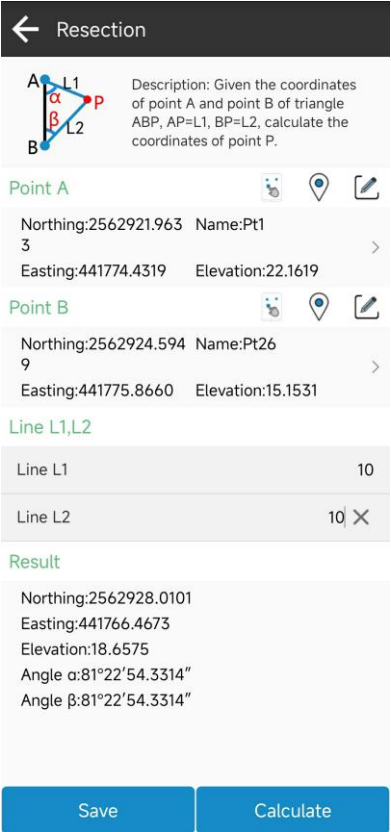 Resection
A
L1
α
P
β
L2
B
Description: Given the coordinates
of point A and point B of triangle
ABP, AP=L1, BP=L2, calculate the
coordinates of point P.
Point A
Northing:2562921.963 Name:Pt1
3
Easting:441774.4319 Elevation:22.1619
Point B
Northing:2562924.594 Name:Pt26
9
Easting:441775.8660 Elevation:15.1531
Line L1,L2
Line L1 10
Line L2 10
Result
Northing:2562928.0101
Easting:441766.4673
Elevation:18.6575
Angle α:81°22′54.3314″
Angle β:81°22′54.3314″
Save Calculate